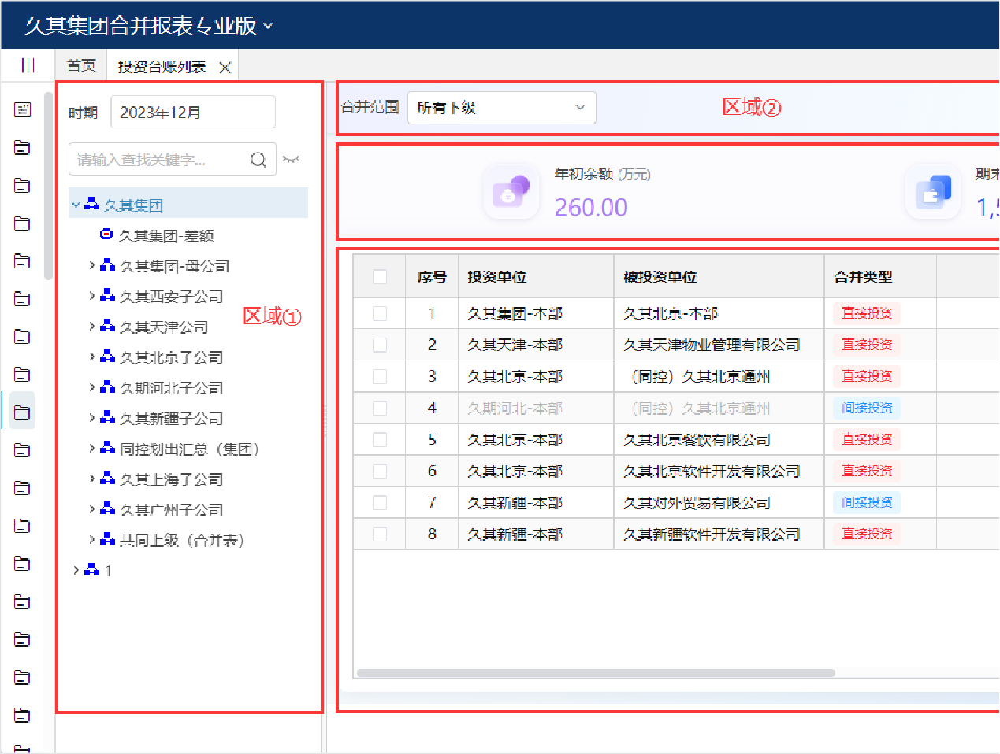 久其集团合并报表专业版
首页
投资台账列表
时期
2023年12月
请输入查找关键字...
久其集团
久其集团-差额
久其集团-母公司
久其西安子公司
久其天津公司
久其北京子公司
久期河北子公司
久其新疆子公司
同控划出汇总（集团）
久其上海子公司
久其广州子公司
共同上级（合并表）
1
区域①
合并范围
所有下级
区域②
年初余额 (万元)
260.00
期末
1,5
序号 投资单位 被投资单位 合并类型
1 久其集团-本部 久其北京-本部 直接投资
2 久其天津-本部 久其天津物业管理有限公司 直接投资
3 久其北京-本部 （同控）久其北京通州 直接投资
4 久期河北-本部 （同控）久其北京通州 间接投资
5 久其北京-本部 久其北京餐饮有限公司 直接投资
6 久其北京-本部 久其北京软件开发有限公司 直接投资
7 久其新疆-本部 久其对外贸易有限公司 间接投资
8 久其新疆-本部 久其新疆软件开发有限公司 直接投资